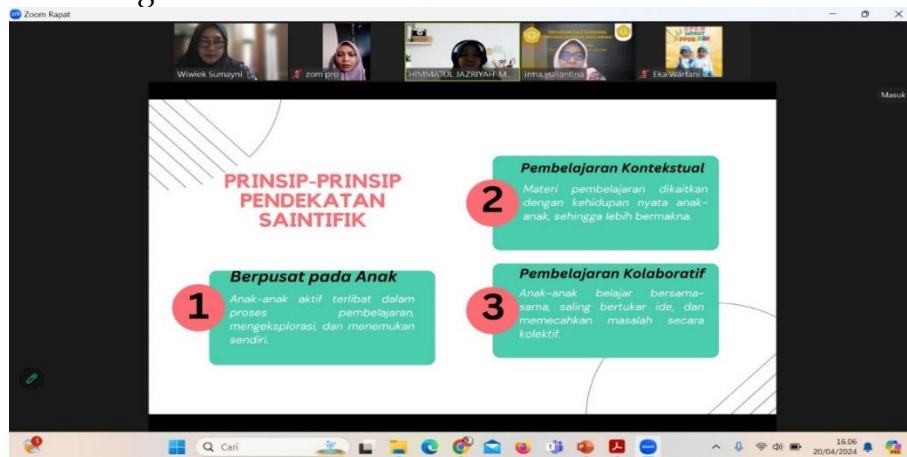 Zoom Rapat
Wiwiek Sumayni
zom pro
HIMMATUL JAZRIYAH-M...
irma yuliantina
Eka Wartani
Masuk
PRINSIP-PRINSIP
PENDEKATAN
SAINTIFIK
1
Berpusat pada Anak
Anak-anak aktif terlibat dalam
proses pembelajaran,
mengeksplorasi, dan menemukan
sendiri.
2
Pembelajaran Kontekstual
Materi pembelajaran dikaitkan
dengan kehidupan nyata anak-
anak, sehingga lebih bermakna.
3
Pembelajaran Kolaboratif
Anak-anak belajar bersama-
sama, saling bertukar ide, dan
memecahkan masalah secara
kolektif.
Cari
16.06
20/04/2024